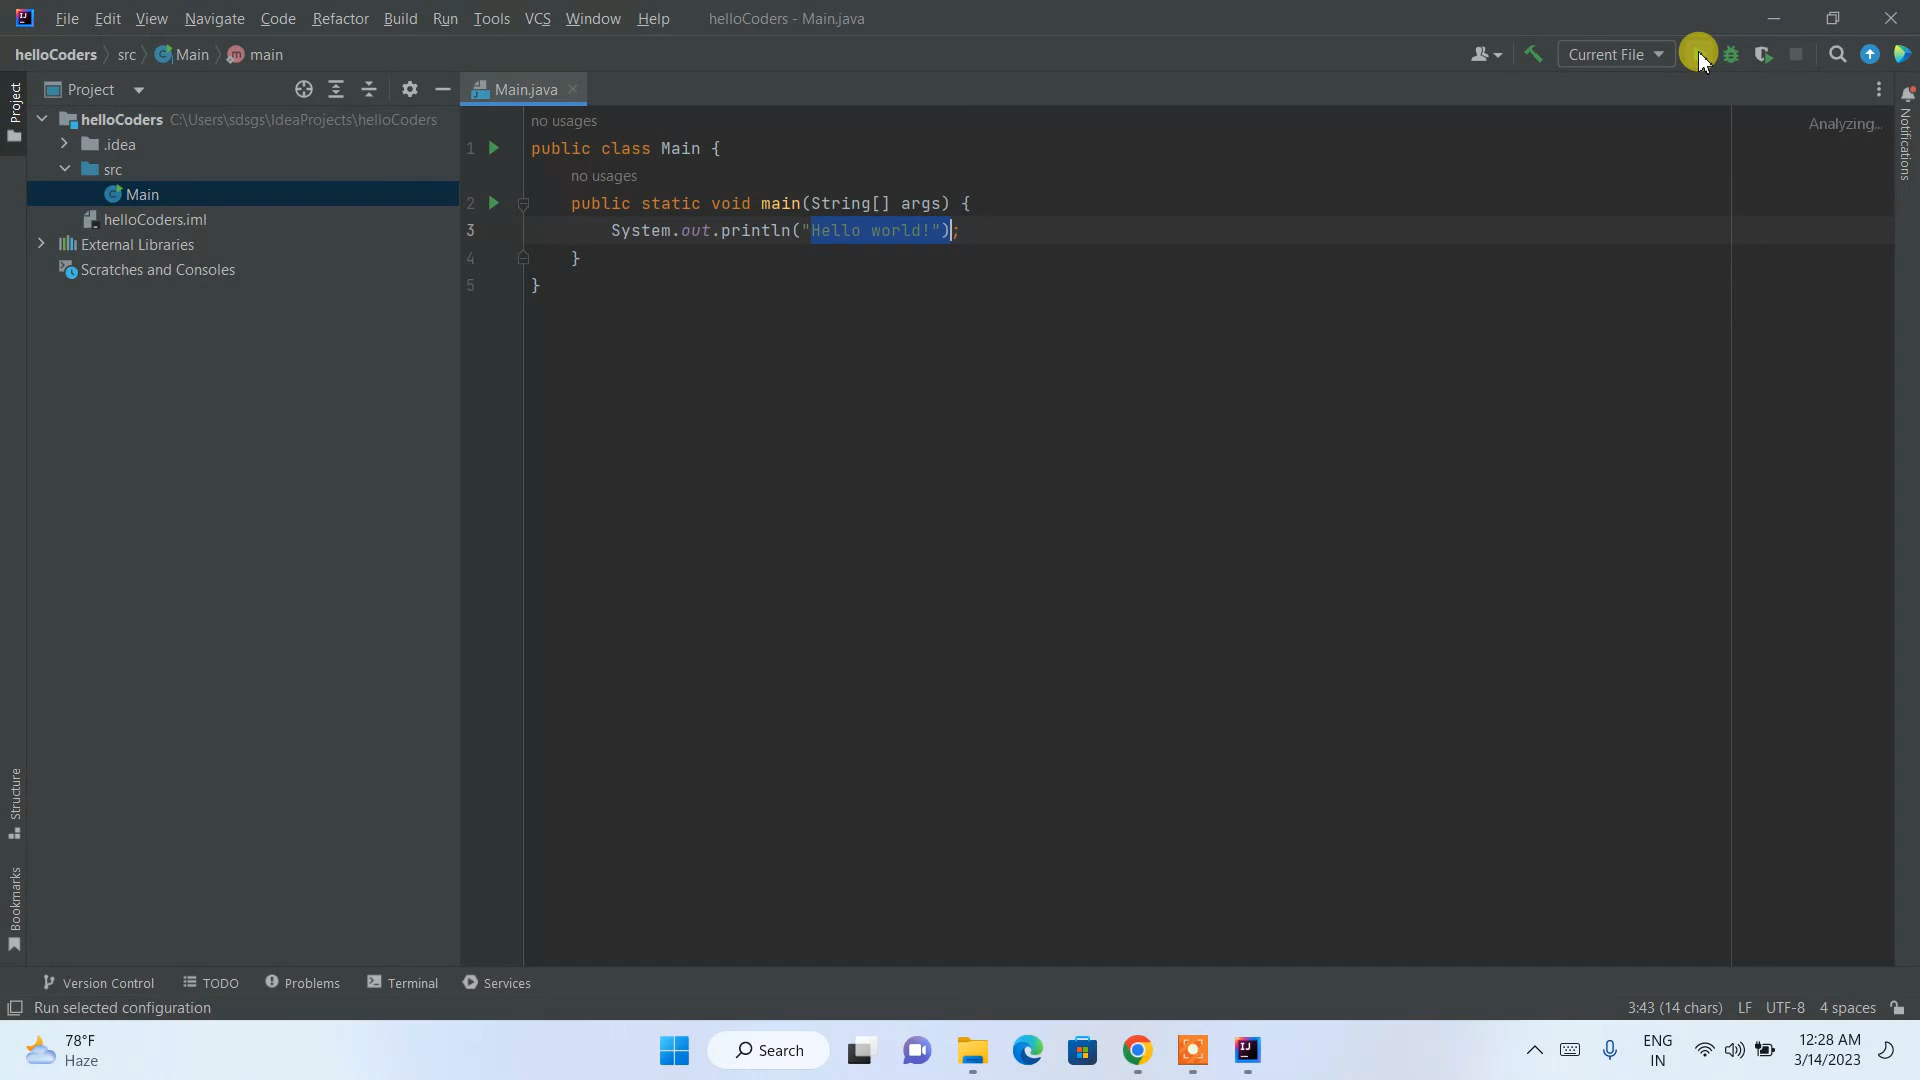 File Edit View Navigate Code Refactor Build Run Tools VCS Window Help helloCoders - Main.java
helloCoders src Main m main Current File
Project Main.java
Project
helloCoders C:\Users\sdsgs\IdeaProjects\helloCoders
.idea
src
Main
helloCoders.iml
External Libraries
Scratches and Consoles
Structure
Bookmarks
no usages
1 public class Main {
no usages
2 public static void main(String[] args) {
3 System.out.println("Hello world!");
4 }
5 }
Analyzing...
Notifications
Version Control TODO Problems Terminal Services
Run selected configuration 3:43 (14 chars) LF UTF-8 4 spaces
78°F
Haze
Search
ENG
IN
12:28 AM
3/14/2023